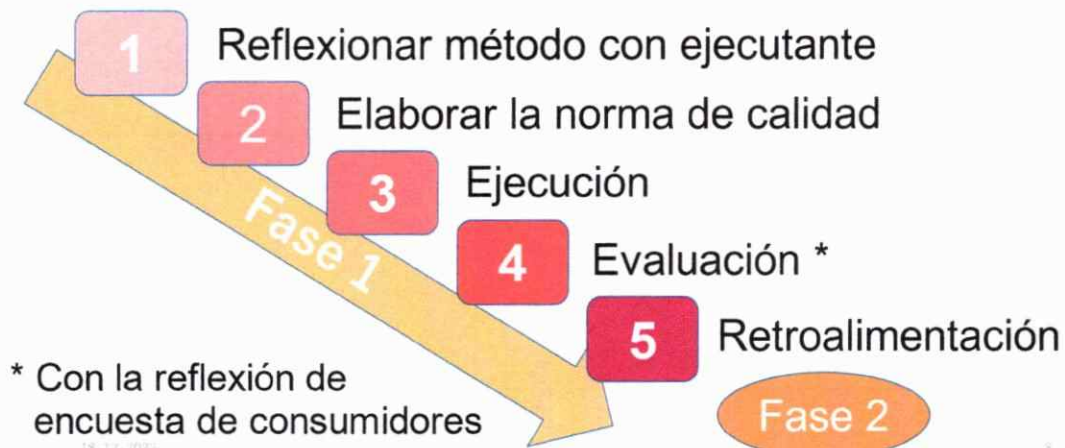 1 Reflexionar método con ejecutante
2 Elaborar la norma de calidad
3 Ejecución
Fase 1
4 Evaluación *
5 Retroalimentación
* Con la reflexión de
encuesta de consumidores
Fase 2